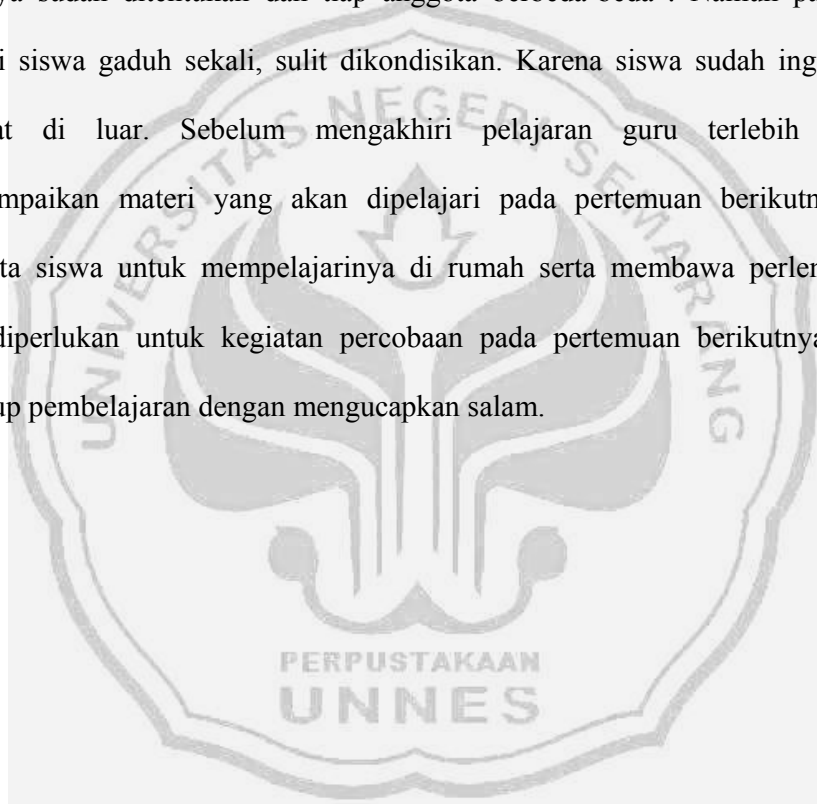 ya sudah ditentukan dan tiap anggota berbeda-beda . Namun pa
i siswa gaduh sekali, sulit dikondisikan. Karena siswa sudah ing
at di luar. Sebelum mengakhiri pelajaran guru terlebih
mpaikan materi yang akan dipelajari pada pertemuan berikutn
ta siswa untuk mempelajarinya di rumah serta membawa perlen
diperlukan untuk kegiatan percobaan pada pertemuan berikutnya
up pembelajaran dengan mengucapkan salam.
UNIVERSITAS NEGERI SEMARANG
PERPUSTAKAAN
UNNES